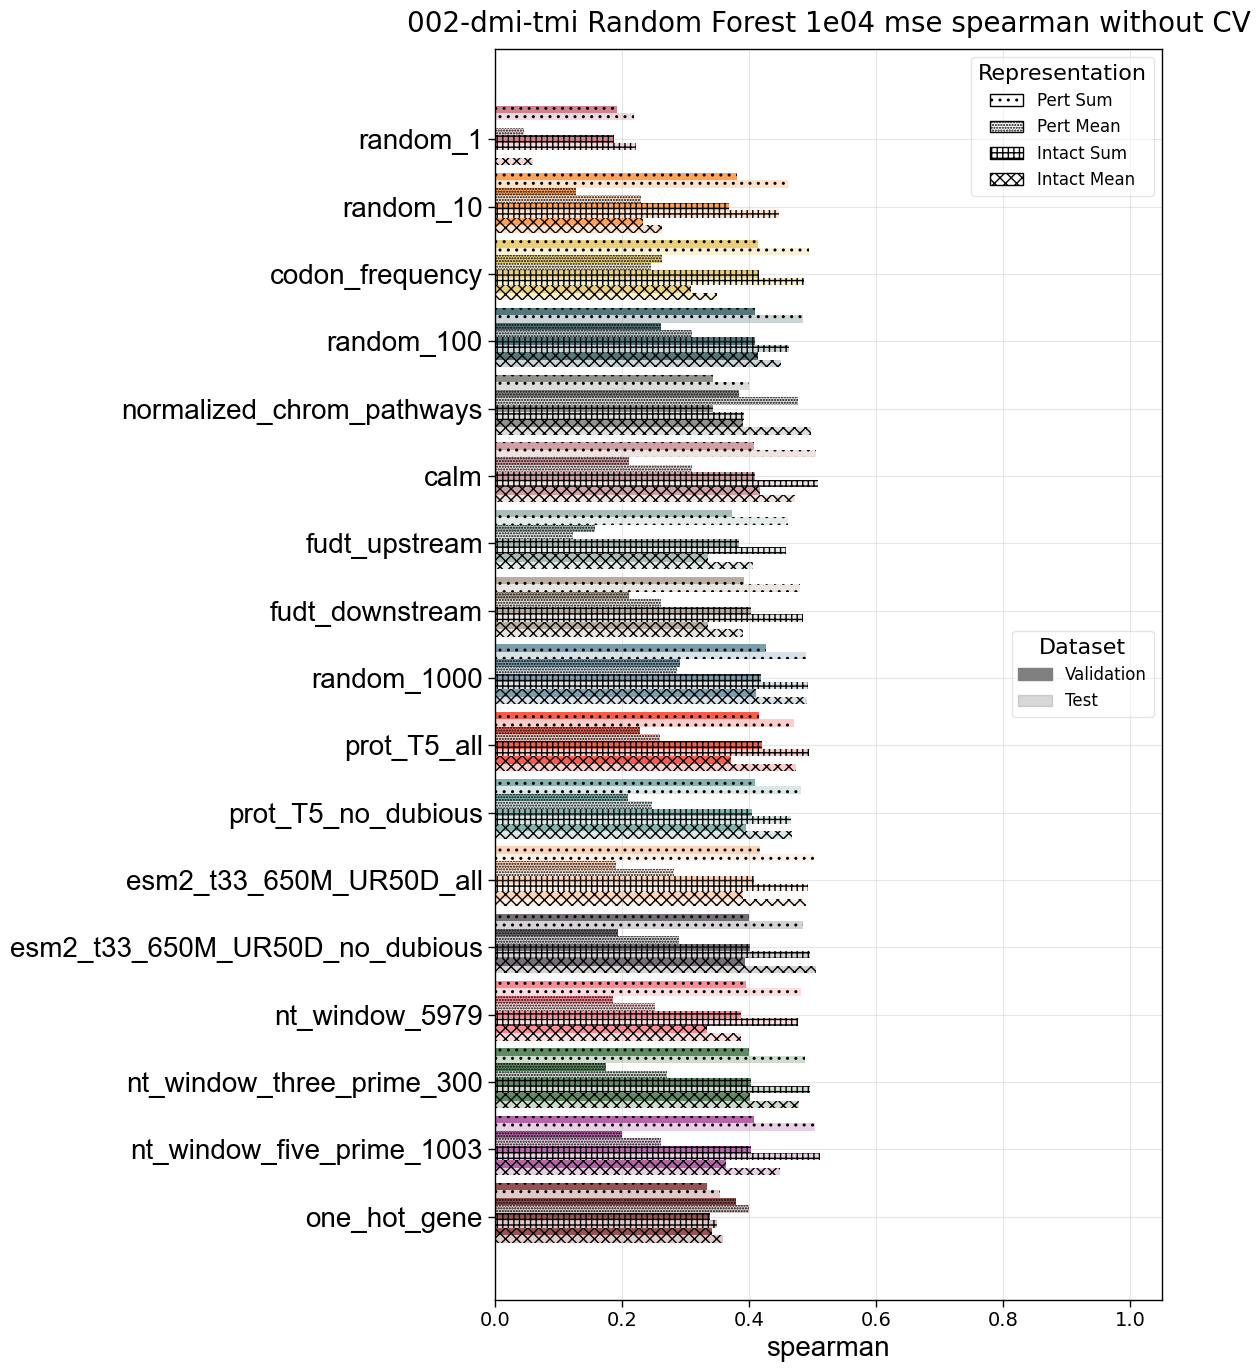 002-dmi-tmi Random Forest 1e04 mse spearman without CV
Representation
Pert Sum
Pert Mean
Intact Sum
Intact Mean
random_1
random_10
codon_frequency
random_100
normalized_chrom_pathways
calm
fudt_upstream
fudt_downstream
Dataset
Validation
Test
random_1000
prot_T5_all
prot_T5_no_dubious
esm2_t33_650M_UR50D_all
esm2_t33_650M_UR50D_no_dubious
nt_window_5979
nt_window_three_prime_300
nt_window_five_prime_1003
one_hot_gene
0.0 0.2 0.4 0.6 0.8 1.0
spearman